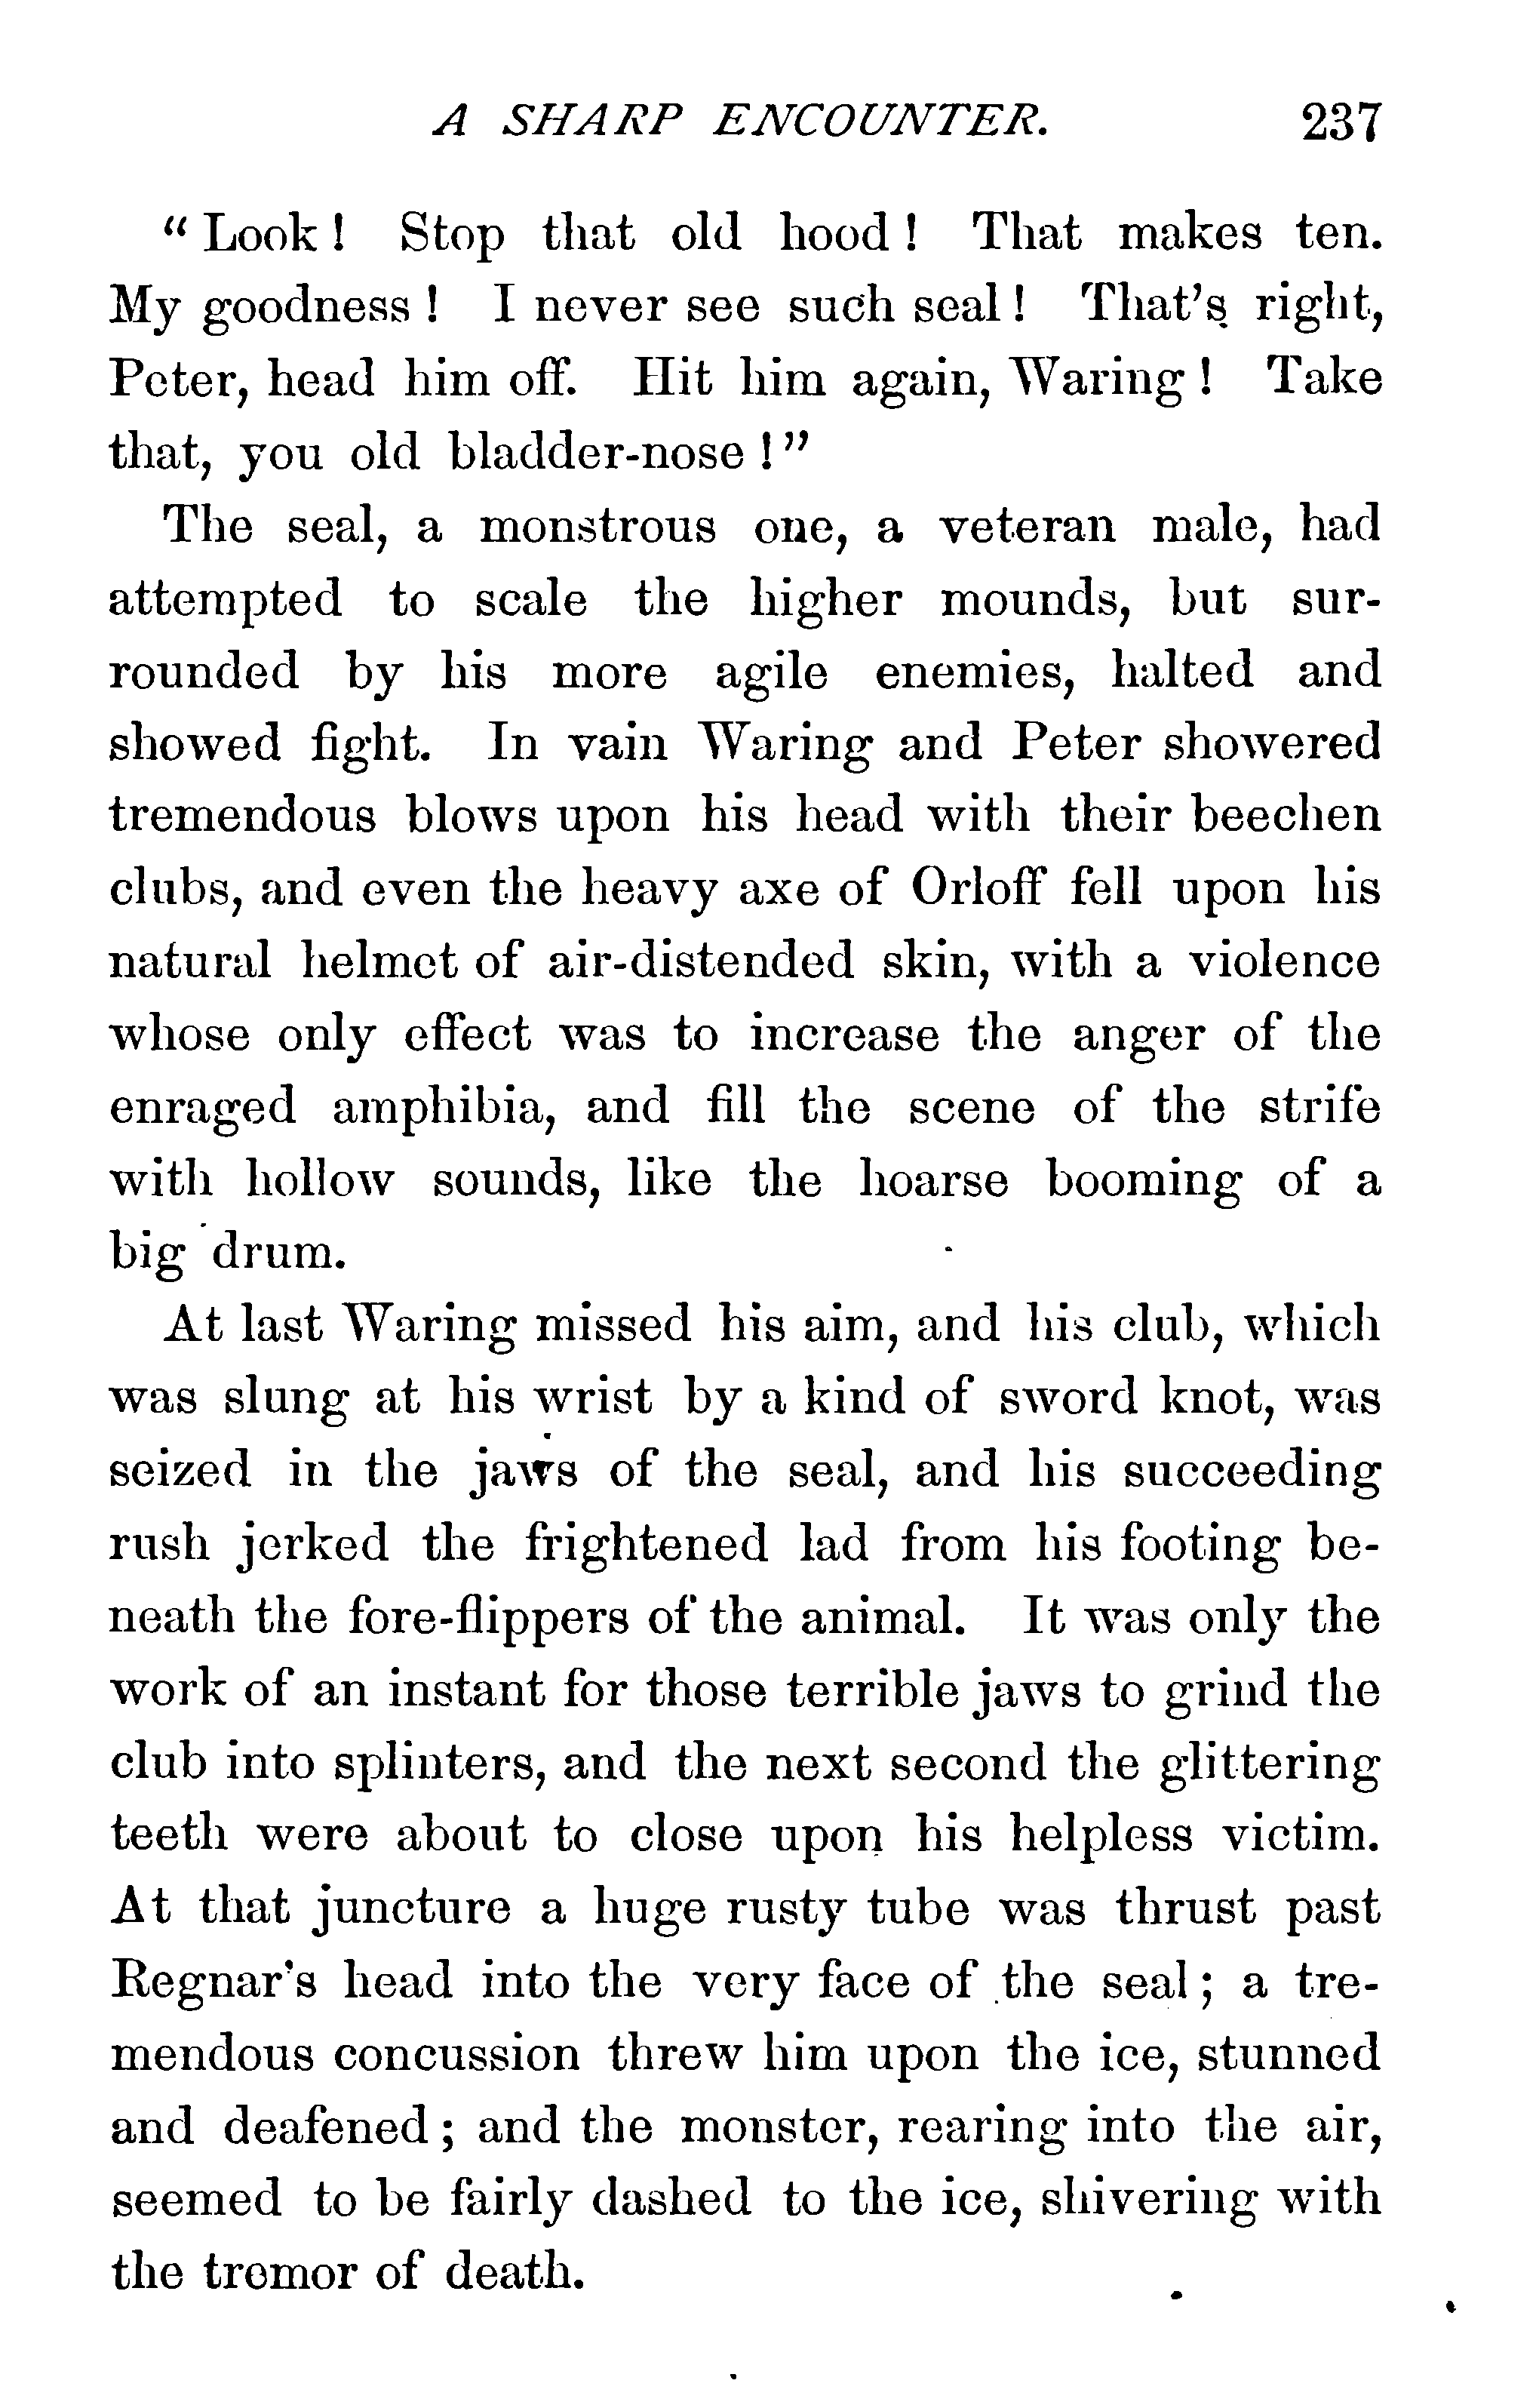 A SHARP ENCOUNTER. 237
“Look! Stop that old hood! That makes ten.
My goodness! I never see such seal! That’s right,
Peter, head him off. Hit him again, Waring! Take
that, you old bladder-nose!”
The seal, a monstrous one, a veteran male, had
attempted to scale the higher mounds, but sur-
rounded by his more agile enemies, halted and
showed fight. In vain Waring and Peter showered
tremendous blows upon his head with their beechen
clubs, and even the heavy axe of Orloff fell upon his
natural helmet of air-distended skin, with a violence
whose only effect was to increase the anger of the
enraged amphibia, and fill the scene of the strife
with hollow sounds, like the hoarse booming of a
big drum.
At last Waring missed his aim, and his club, which
was slung at his wrist by a kind of sword knot, was
seized in the jaws of the seal, and his succeeding
rush jerked the frightened lad from his footing be-
neath the fore-flippers of the animal. It was only the
work of an instant for those terrible jaws to grind the
club into splinters, and the next second the glittering
teeth were about to close upon his helpless victim.
At that juncture a huge rusty tube was thrust past
Regnar’s head into the very face of the seal; a tre-
mendous concussion threw him upon the ice, stunned
and deafened; and the monster, rearing into the air,
seemed to be fairly dashed to the ice, shivering with
the tremor of death.